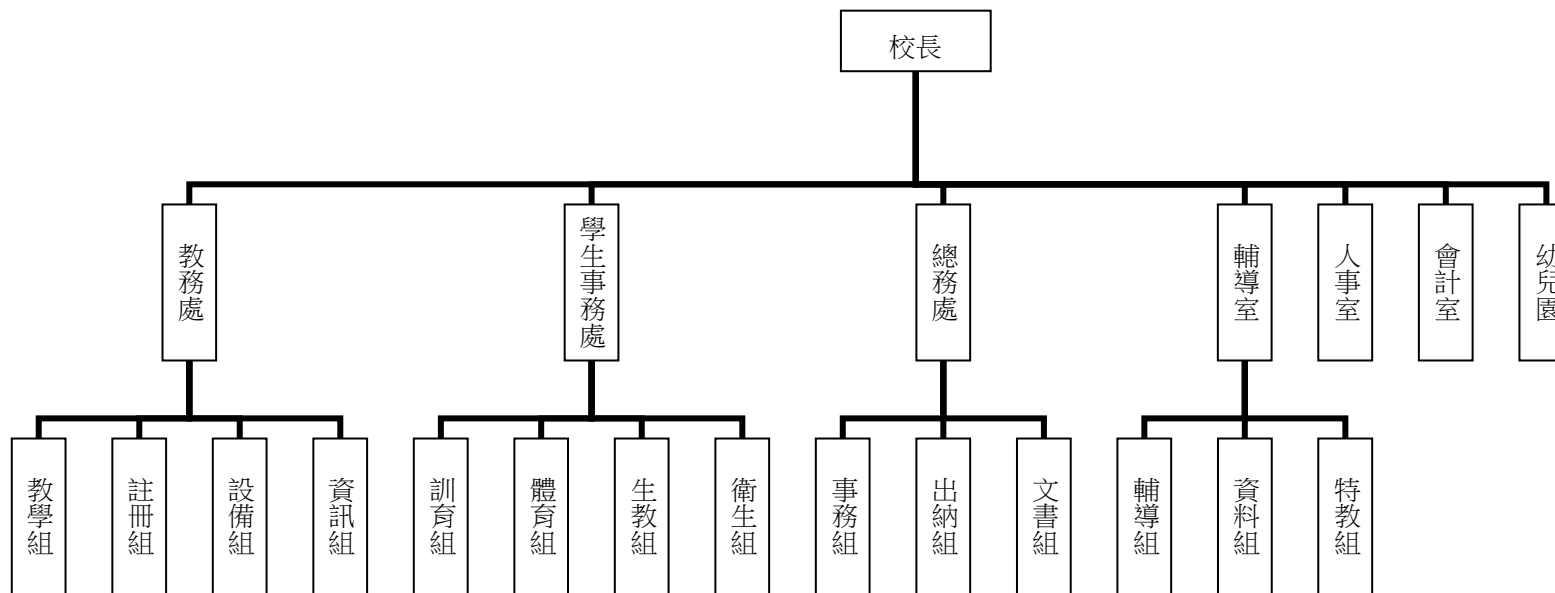 校長
教務處
學生事務處
總務處
輔導室
人事室
會計室
幼兒園
教學組
註冊組
設備組
資訊組
訓育組
體育組
生教組
衛生組
事務組
出納組
文書組
輔導組
資料組
特教組